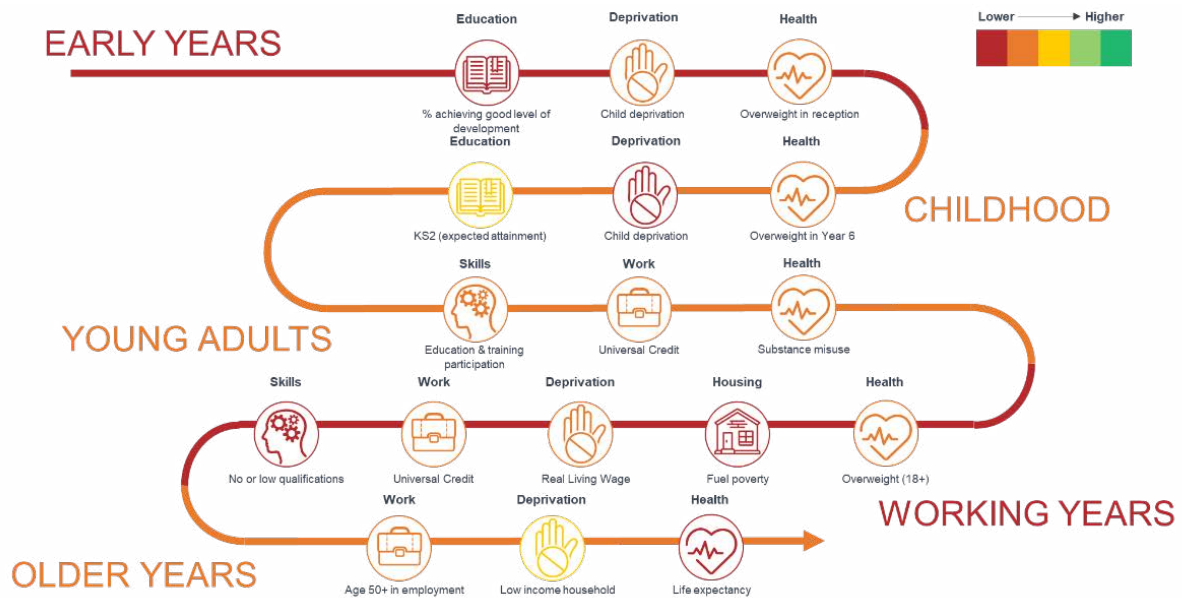 EARLY YEARS
Education
Deprivation
Health
Lower
Higher
% achieving good level of
development
Child deprivation
Overweight in reception
Education
Deprivation
Health
CHILDHOOD
KS2 (expected attainment)
Child deprivation
Overweight in Year 6
Skills
Work
Health
YOUNG ADULTS
Education & training
participation
Universal Credit
Substance misuse
Skills
Work
Deprivation
Housing
Health
No or low qualifications
Universal Credit
Real Living Wage
Fuel poverty
Overweight (18+)
WORKING YEARS
Work
Deprivation
Health
OLDER YEARS
Age 50+ in employment
Low income household
Life expectancy